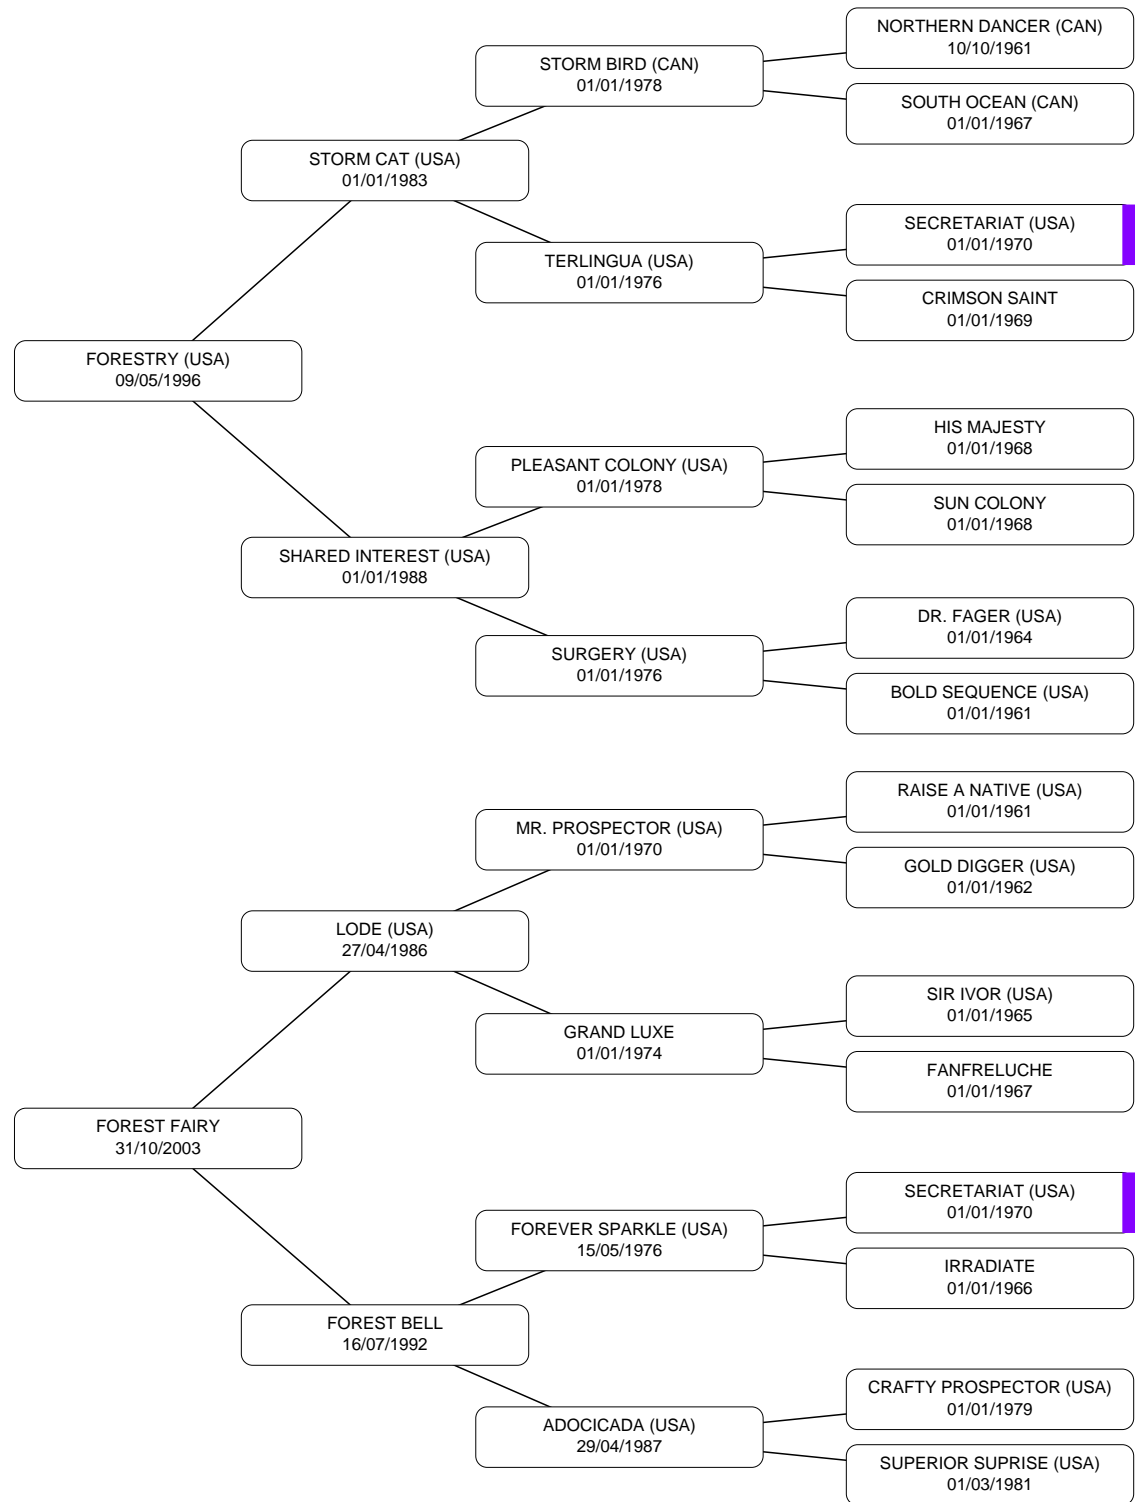 NORTHERN DANCER (CAN)
10/10/1961
STORM BIRD (CAN)
01/01/1978
SOUTH OCEAN (CAN)
01/01/1967
STORM CAT (USA)
01/01/1983
SECRETARIAT (USA)
01/01/1970
TERLINGUA (USA)
01/01/1976
CRIMSON SAINT
01/01/1969
FORESTRY (USA)
09/05/1996
HIS MAJESTY
01/01/1968
PLEASANT COLONY (USA)
01/01/1978
SUN COLONY
01/01/1968
SHARED INTEREST (USA)
01/01/1988
DR. FAGER (USA)
01/01/1964
SURGERY (USA)
01/01/1976
BOLD SEQUENCE (USA)
01/01/1961
RAISE A NATIVE (USA)
01/01/1961
MR. PROSPECTOR (USA)
01/01/1970
GOLD DIGGER (USA)
01/01/1962
LODE (USA)
27/04/1986
SIR IVOR (USA)
01/01/1965
GRAND LUXE
01/01/1974
FANFRELUCHE
01/01/1967
FOREST FAIRY
31/10/2003
SECRETARIAT (USA)
01/01/1970
FOREVER SPARKLE (USA)
15/05/1976
IRRADIATE
01/01/1966
FOREST BELL
16/07/1992
CRAFTY PROSPECTOR (USA)
01/01/1979
ADOCICADA (USA)
29/04/1987
SUPERIOR SUPRISE (USA)
01/03/1981